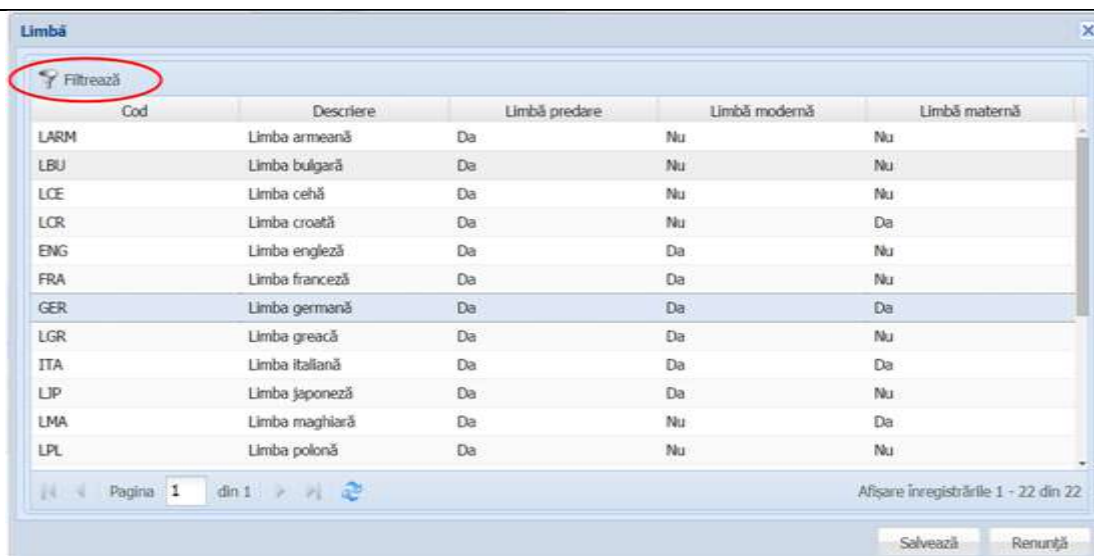 Limbă
Filtrează
Cod Descriere Limbă predare Limbă modernă Limbă maternă
LARM Limba armeană Da Nu Nu
LBU Limba bulgară Da Nu Nu
LCE Limba cehă Da Nu Nu
LCR Limba croată Da Nu Da
ENG Limba engleză Da Da Nu
FRA Limba franceză Da Da Nu
GER Limba germană Da Da Da
LGR Limba greacă Da Da Nu
ITA Limba italiană Da Da Da
LJP Limba japoneză Da Da Nu
LMA Limba maghiară Da Nu Da
LPL Limba polonă Da Nu Nu
Pagina 1 din 1 Afișare înregistrările 1 - 22 din 22
Salvează Renunță